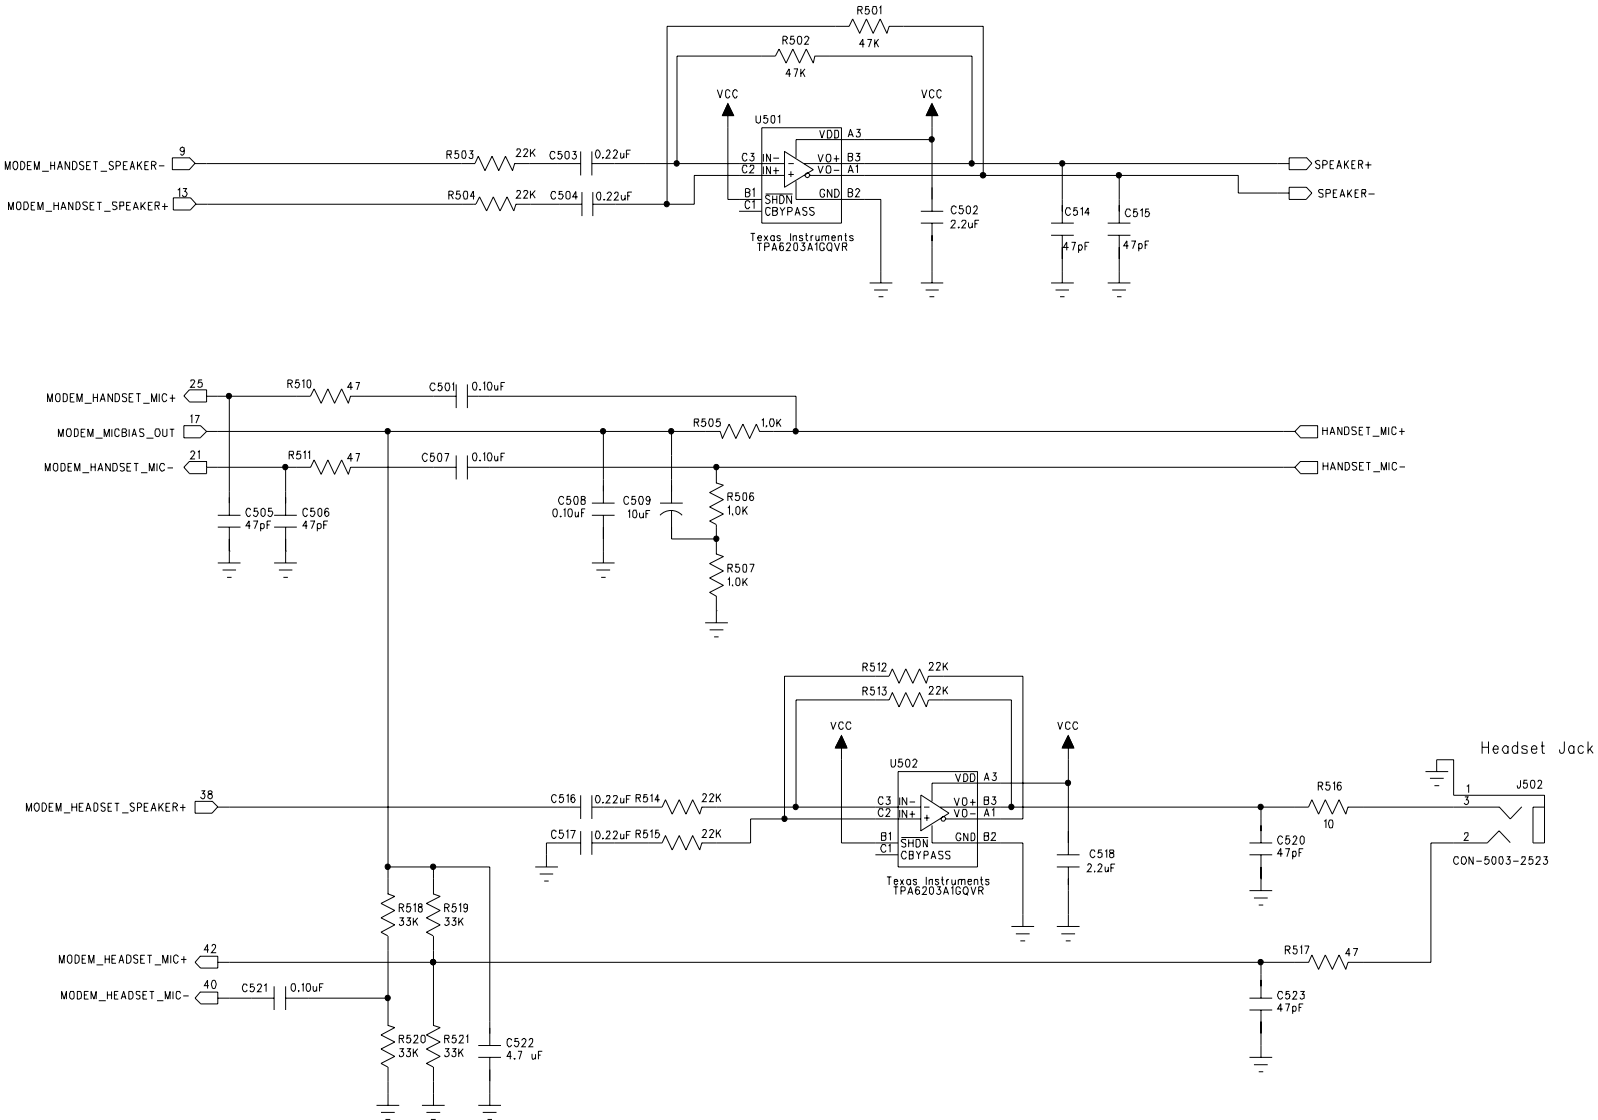 R501
47K
R502
47K
VCC
VCC
U501
VDD A3
9
MODEM_HANDSET_SPEAKER-
R503 22K C503 0.22uF
C3 IN- VO+ B3
C2 IN+ VO- A1
SPEAKER+
13
MODEM_HANDSET_SPEAKER+
R504 22K C504 0.22uF
B1 SHDN GND B2
C1 CBYPASS
SPEAKER-
C502
2.2uF
C514
47pF
C515
47pF
Texas Instruments
TPA6203A1GQVR
25
MODEM_HANDSET_MIC+
R510 47 C501 0.10uF
17
MODEM_MICBIAS_OUT
R505 1.0K
HANDSET_MIC+
21
MODEM_HANDSET_MIC-
R511 47 C507 0.10uF
HANDSET_MIC-
C505
47pF
C506
47pF
C508
0.10uF
C509
10uF
R506
1.0K
R507
1.0K
R512 22K
R513 22K
VCC
VCC
Headset Jack
U502
VDD A3
38
MODEM_HEADSET_SPEAKER+
C516 0.22uF R514 22K
C3 IN- VO+ B3
C2 IN+ VO- A1
C517 0.22uF R515 22K
B1 SHDN GND B2
C1 CBYPASS
Texas Instruments
TPA6203A1GQVR
C518
2.2uF
R516
10
1
3
2
J502
CON-5003-2523
C520
47pF
R518
33K
R519
33K
42
MODEM_HEADSET_MIC+
R517 47
40
MODEM_HEADSET_MIC-
C521 0.10uF
C523
47pF
R520
33K
R521
33K
C522
4.7 uF